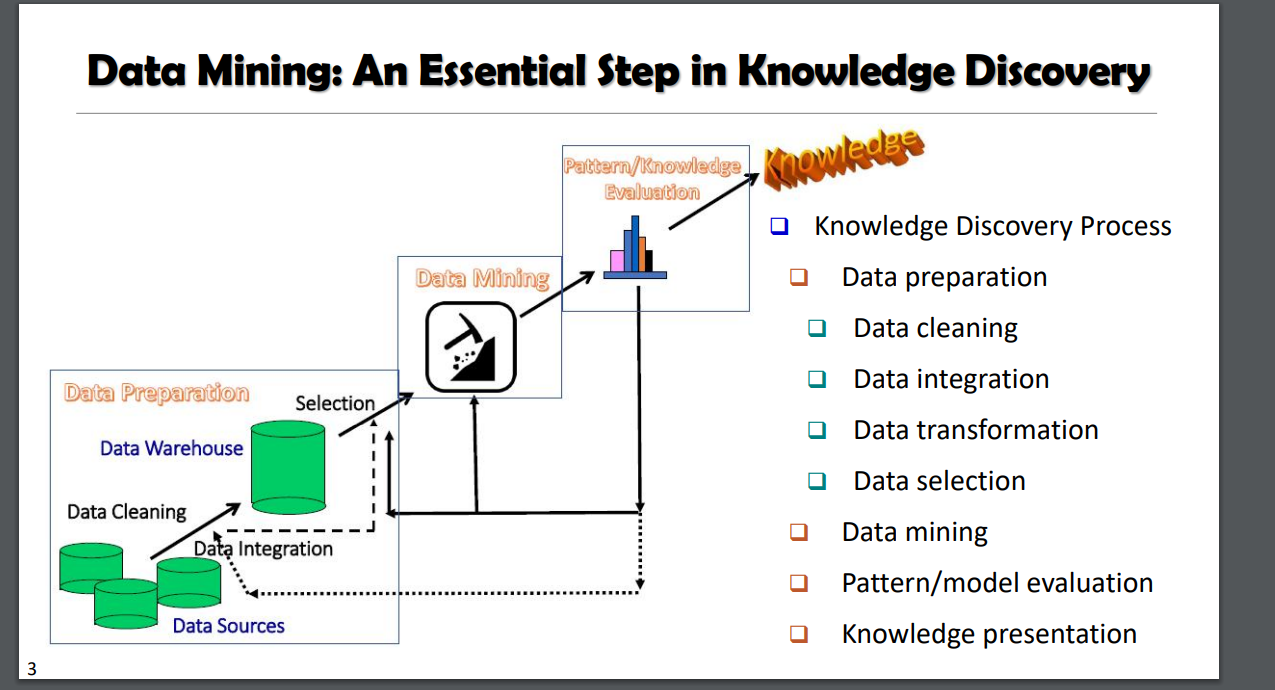 Data Mining: An Essential Step in Knowledge Discovery
Pattern/Knowledge
Evaluation
Knowledge
Data Mining
Data Preparation
Selection
Data Warehouse
Data Cleaning
Data Integration
Data Sources
Knowledge Discovery Process
Data preparation
Data cleaning
Data integration
Data transformation
Data selection
Data mining
Pattern/model evaluation
Knowledge presentation
3